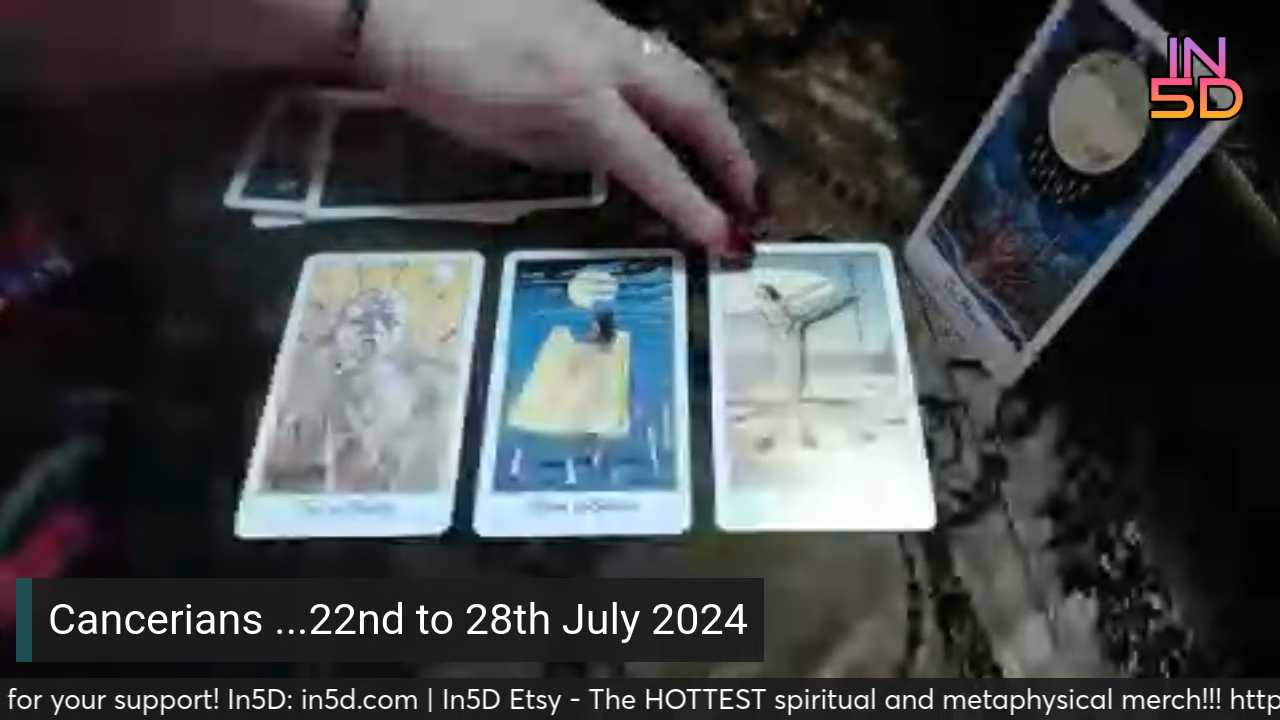 IN
5D
Cancerians ...22nd to 28th July 2024
for your support! In5D: in5d.com | In5D Etsy - The HOTTEST spiritual and metaphysical merch!!! http